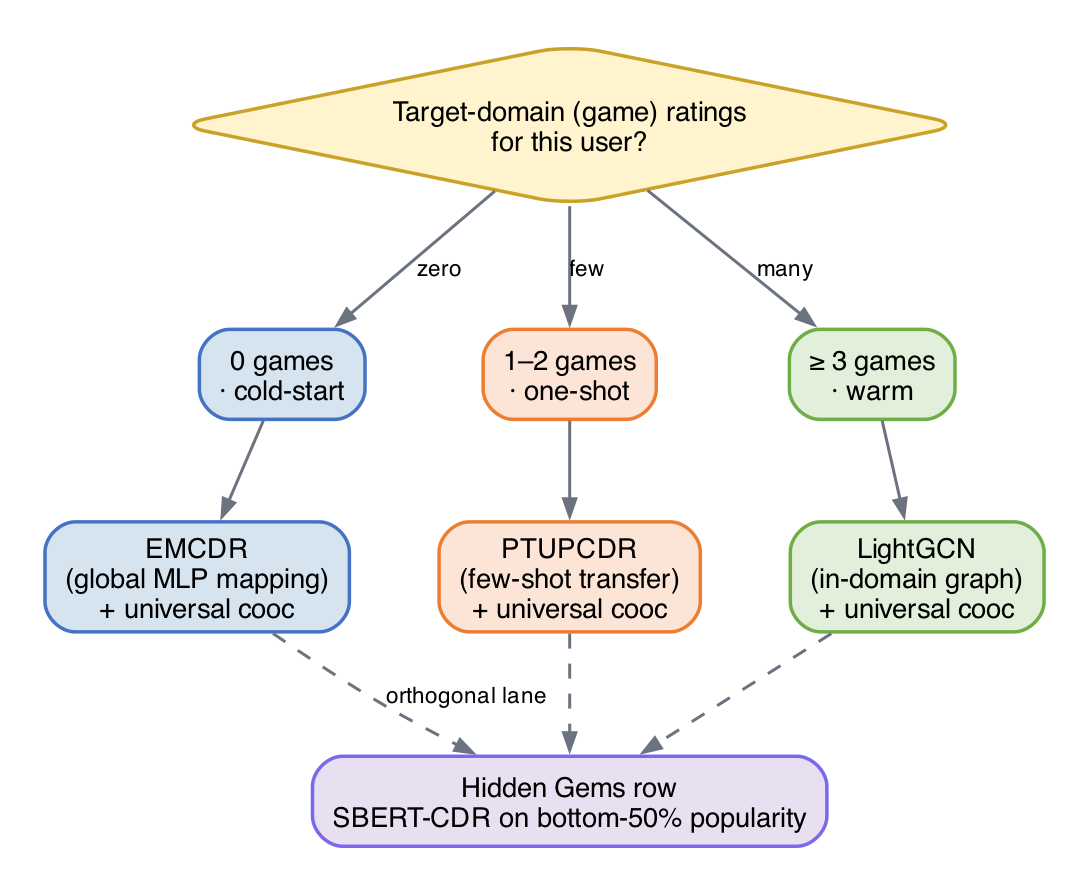 Target-domain (game) ratings
for this user?
zero
few
many
0 games
· cold-start
1–2 games
· one-shot
≥ 3 games
· warm
EMCDR
(global MLP mapping)
+ universal cooc
PTUPCDR
(few-shot transfer)
+ universal cooc
LightGCN
(in-domain graph)
+ universal cooc
orthogonal lane
Hidden Gems row
SBERT-CDR on bottom-50% popularity